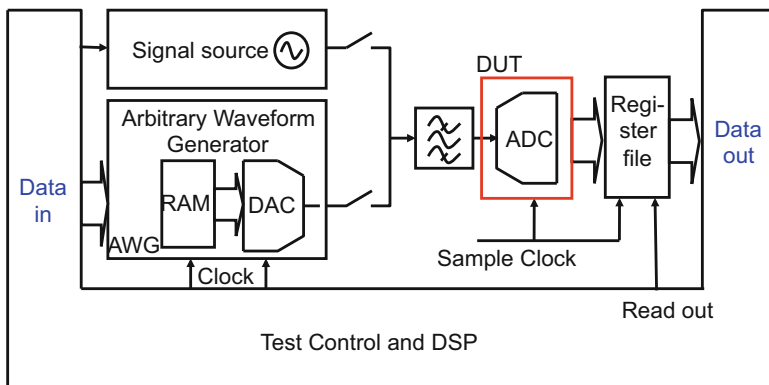 Signal source
DUT
Arbitrary Waveform
Generator
Regi-
ster
file
ADC
Data
out
Data
in
RAM
DAC
AWG
Clock
Sample Clock
Read out
Test Control and DSP